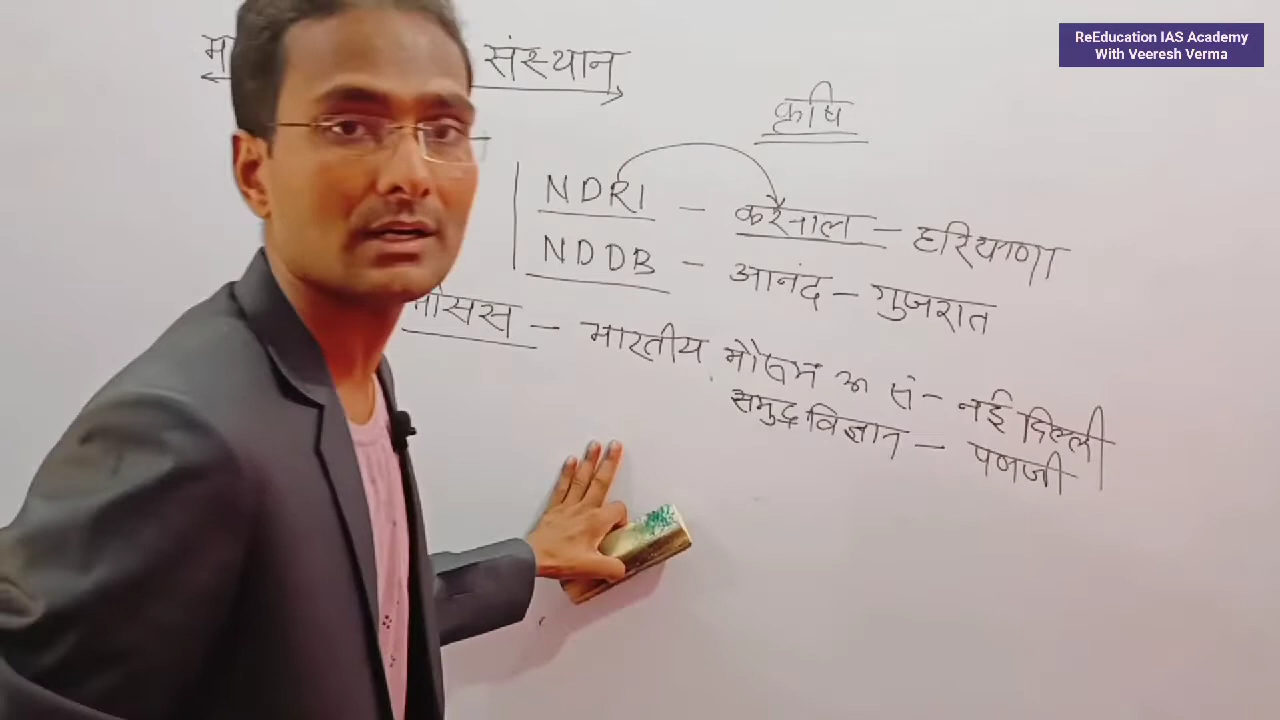 ReEducation IAS Academy
With Veeresh Verma
संस्थान
कृषि
NDRI – करनाल – हरियाणा
NDDB – आनंद – गुजरात
– भारतीय मौसम अ सं – नई दिल्ली
समुद्र विज्ञान – पणजी